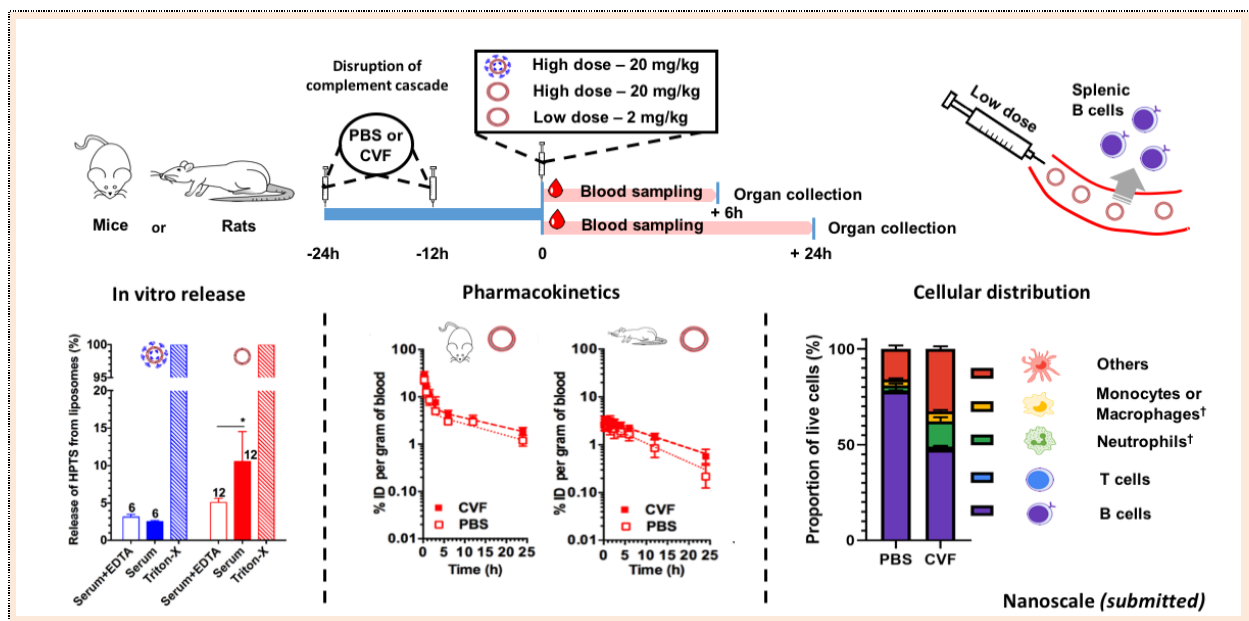 Disruption of
complement cascade
PBS or
CVF
High dose – 20 mg/kg
High dose – 20 mg/kg
Low dose – 2 mg/kg
Low dose
Splenic
B cells
Mice or Rats
Blood sampling
Organ collection
+ 6h
Blood sampling
Organ collection
-24h
-12h
0
+ 24h
In vitro release
Release of HPTS from liposomes (%)
100
95
20
15
10
5
0
6
6
12
*
12
Serum+EDTA
Serum
Triton-X
Serum+EDTA
Serum
Triton-X
Pharmacokinetics
% ID per gram of blood
100
10
1
0.10
0.01
CVF
PBS
0 5 10 15 20 25
Time (h)
% ID per gram of blood
100
10
1
0.10
0.01
CVF
PBS
0 5 10 15 20 25
Time (h)
Cellular distribution
Proportion of live cells (%)
100
50
0
PBS CVF
Others
Monocytes or
Macrophages†
Neutrophils†
T cells
B cells
Nanoscale (submitted)